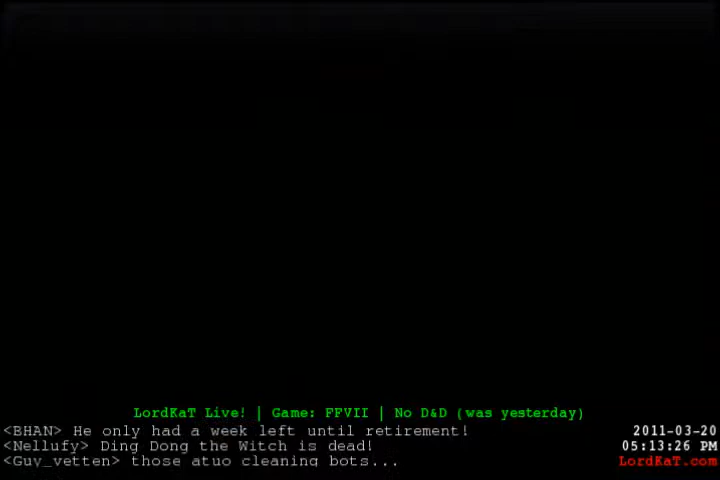 LordKaT Live! | Game: FFVII | No D&D (was yesterday)
<BHAN> He only had a week left until retirement!
2011-03-20
<Nellufy> Ding Dong the Witch is dead!
05:13:26 PM
<Guy_vetten> those atuo cleaning bots...
LordKaT.com